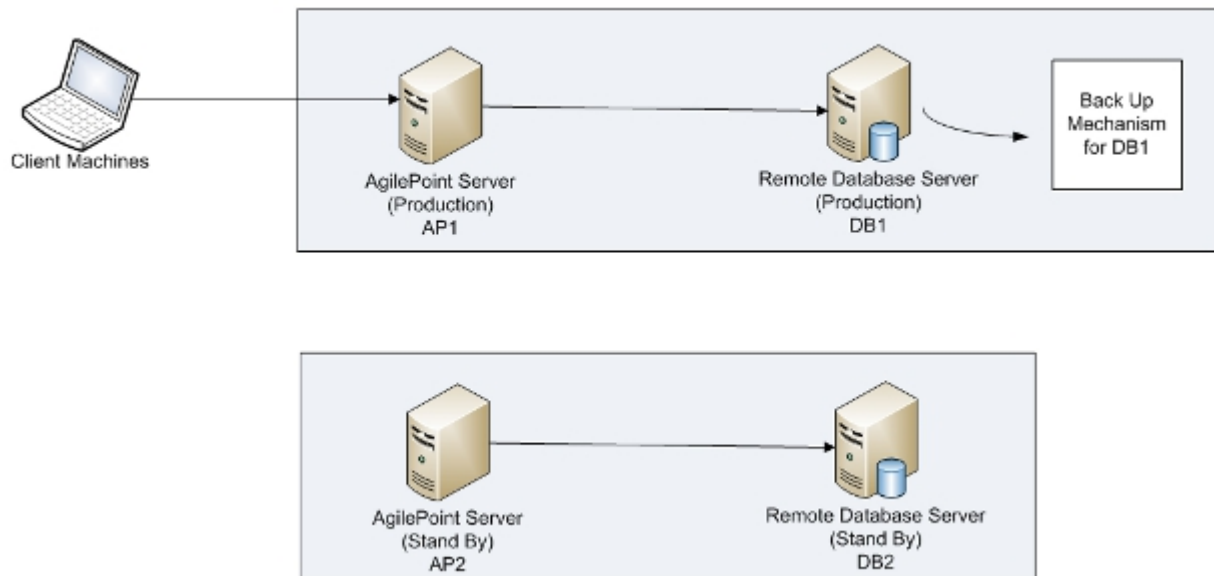 Client Machines
AgilePoint Server
(Production)
AP1
Remote Database Server
(Production)
DB1
Back Up
Mechanism
for DB1
AgilePoint Server
(Stand By)
AP2
Remote Database Server
(Stand By)
DB2